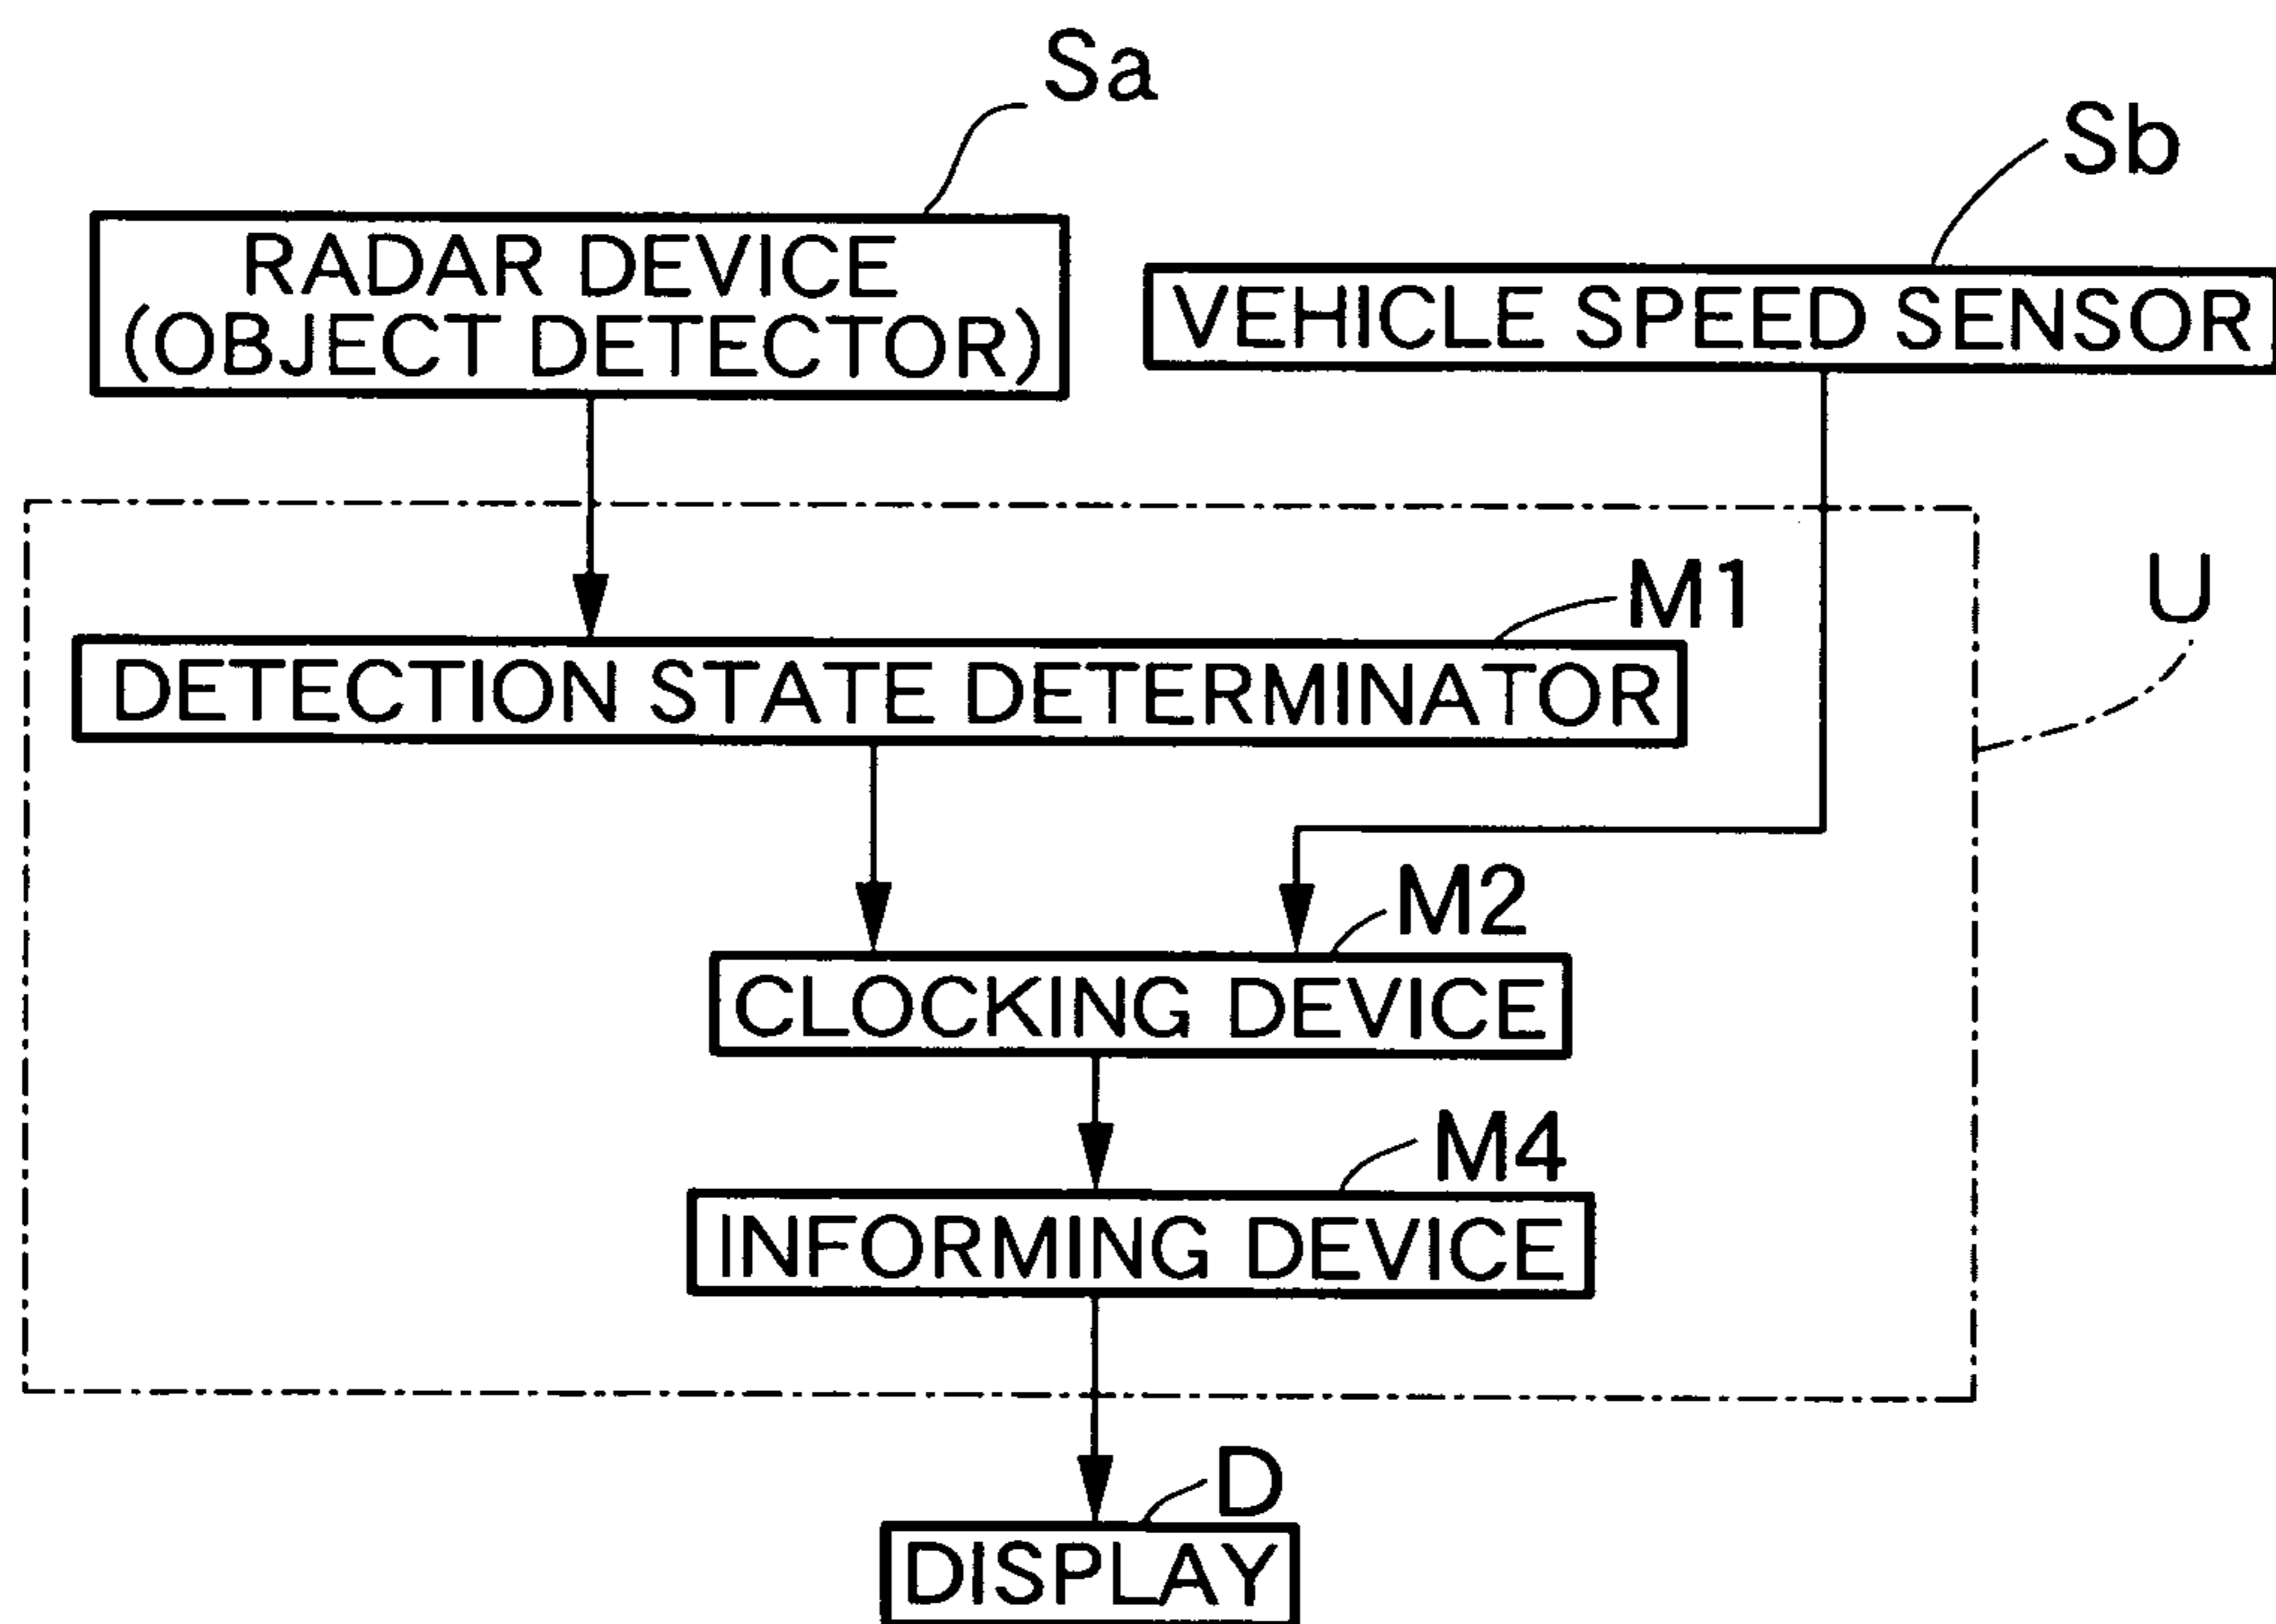 Sa
Sb
RADAR DEVICE
(OBJECT DETECTOR)
VEHICLE SPEED SENSOR
M1
U
DETECTION STATE DETERMINATOR
M2
CLOCKING DEVICE
M4
INFORMING DEVICE
D
DISPLAY